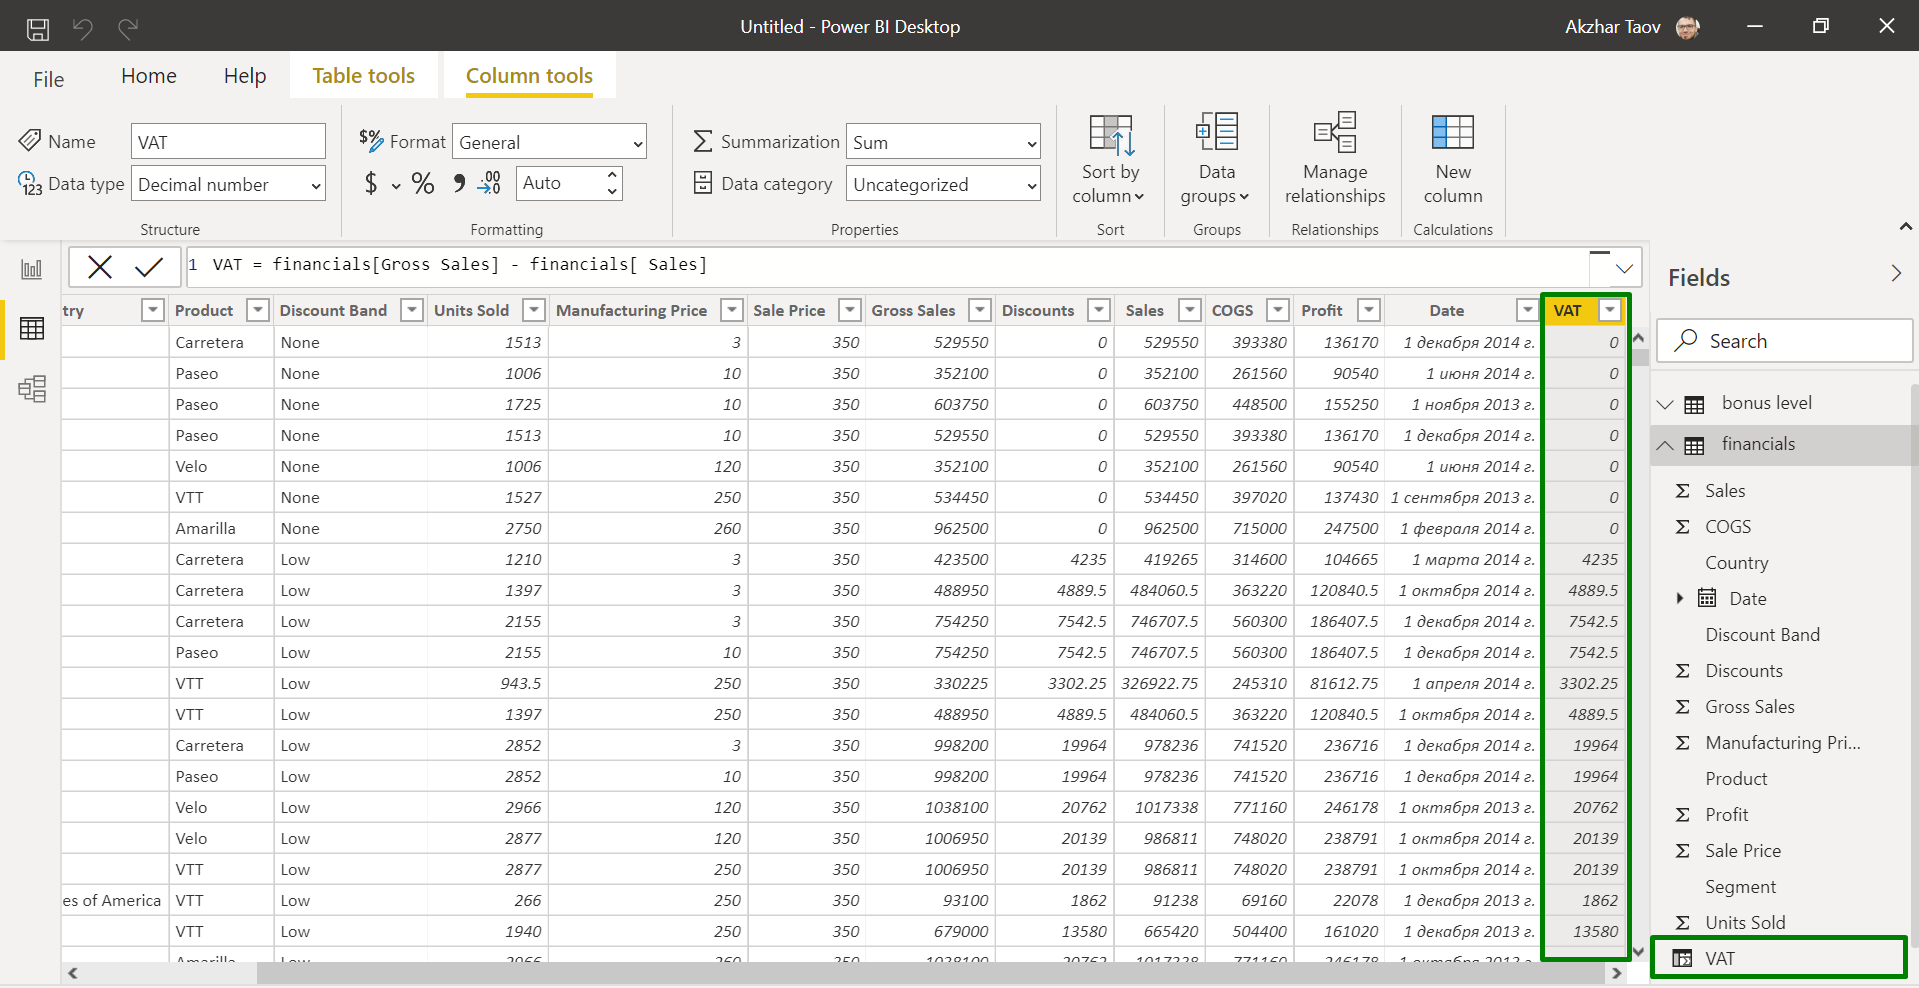 Untitled - Power BI Desktop
Akzhar Taov
File Home Help Table tools Column tools
Name VAT
Data type Decimal number
Structure
Format General
$ % Auto
Formatting
Summarization Sum
Data category Uncategorized
Properties
Sort by column
Sort
Data groups
Groups
Manage relationships
Relationships
New column
Calculations
1 VAT = financials[Gross Sales] - financials[ Sales]
try Product Discount Band Units Sold Manufacturing Price Sale Price Gross Sales Discounts Sales COGS Profit Date VAT
Carretera None 1513 3 350 529550 0 529550 393380 136170 1 декабря 2014 г. 0
Paseo None 1006 10 350 352100 0 352100 261560 90540 1 июня 2014 г. 0
Paseo None 1725 10 350 603750 0 603750 448500 155250 1 ноября 2013 г. 0
Paseo None 1513 10 350 529550 0 529550 393380 136170 1 декабря 2014 г. 0
Velo None 1006 120 350 352100 0 352100 261560 90540 1 июня 2014 г. 0
VTT None 1527 250 350 534450 0 534450 397020 137430 1 сентября 2013 г. 0
Amarilla None 2750 260 350 962500 0 962500 715000 247500 1 февраля 2014 г. 0
Carretera Low 1210 3 350 423500 4235 419265 314600 104665 1 марта 2014 г. 4235
Carretera Low 1397 3 350 488950 4889.5 484060.5 363220 120840.5 1 октября 2014 г. 4889.5
Carretera Low 2155 3 350 754250 7542.5 746707.5 560300 186407.5 1 декабря 2014 г. 7542.5
Paseo Low 2155 10 350 754250 7542.5 746707.5 560300 186407.5 1 декабря 2014 г. 7542.5
VTT Low 943.5 250 350 330225 3302.25 326922.75 245310 81612.75 1 апреля 2014 г. 3302.25
VTT Low 1397 250 350 488950 4889.5 484060.5 363220 120840.5 1 октября 2014 г. 4889.5
Carretera Low 2852 3 350 998200 19964 978236 741520 236716 1 декабря 2014 г. 19964
Paseo Low 2852 10 350 998200 19964 978236 741520 236716 1 декабря 2014 г. 19964
Velo Low 2966 120 350 1038100 20762 1017338 771160 246178 1 октября 2013 г. 20762
Velo Low 2877 120 350 1006950 20139 986811 748020 238791 1 октября 2014 г. 20139
VTT Low 2877 250 350 1006950 20139 986811 748020 238791 1 октября 2014 г. 20139
es of America VTT Low 266 250 350 93100 1862 91238 69160 22078 1 декабря 2013 г. 1862
VTT Low 1940 250 350 679000 13580 665420 504400 161020 1 декабря 2013 г. 13580
Fields
Search
bonus level
financials
Sales
COGS
Country
Date
Discount Band
Discounts
Gross Sales
Manufacturing Pri...
Product
Profit
Sale Price
Segment
Units Sold
VAT